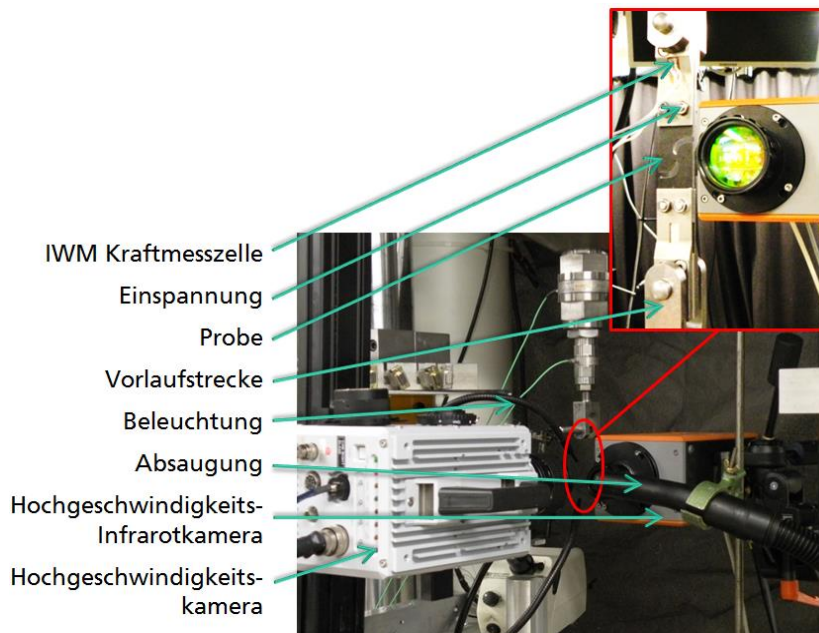 IWM Kraftmesszelle
Einspannung
Probe
Vorlaufstrecke
Beleuchtung
Absaugung
Hochgeschwindigkeits-
Infrarotkamera
Hochgeschwindigkeits-
kamera